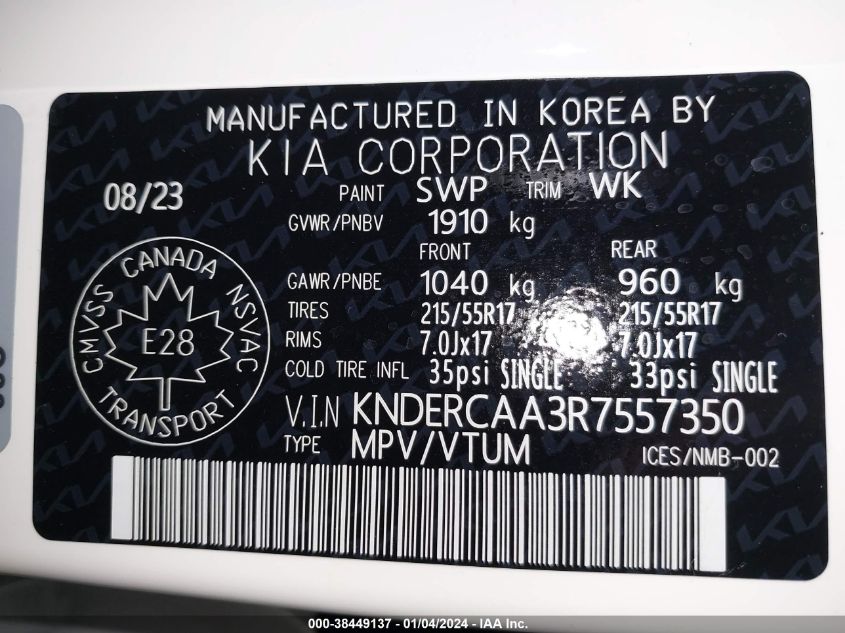 MANUFACTURED IN KOREA BY
KIA CORPORATION
08/23
PAINT SWP TRIM WK
GVWR/PNBV 1910 kg
FRONT REAR
GAWR/PNBE 1040 kg 960 kg
TIRES 215/55R17 215/55R17
RIMS 7.0Jx17 7.0Jx17
COLD TIRE INFL 35psi SINGLE 33psi SINGLE
V.I.N KNDERCAA3R7557350
TYPE MPV/VTUM
ICES/NMB-002
CANADA
CMVSS NSVAC
E28
TRANSPORT
000-38449137 - 01/04/2024 - IAA Inc.